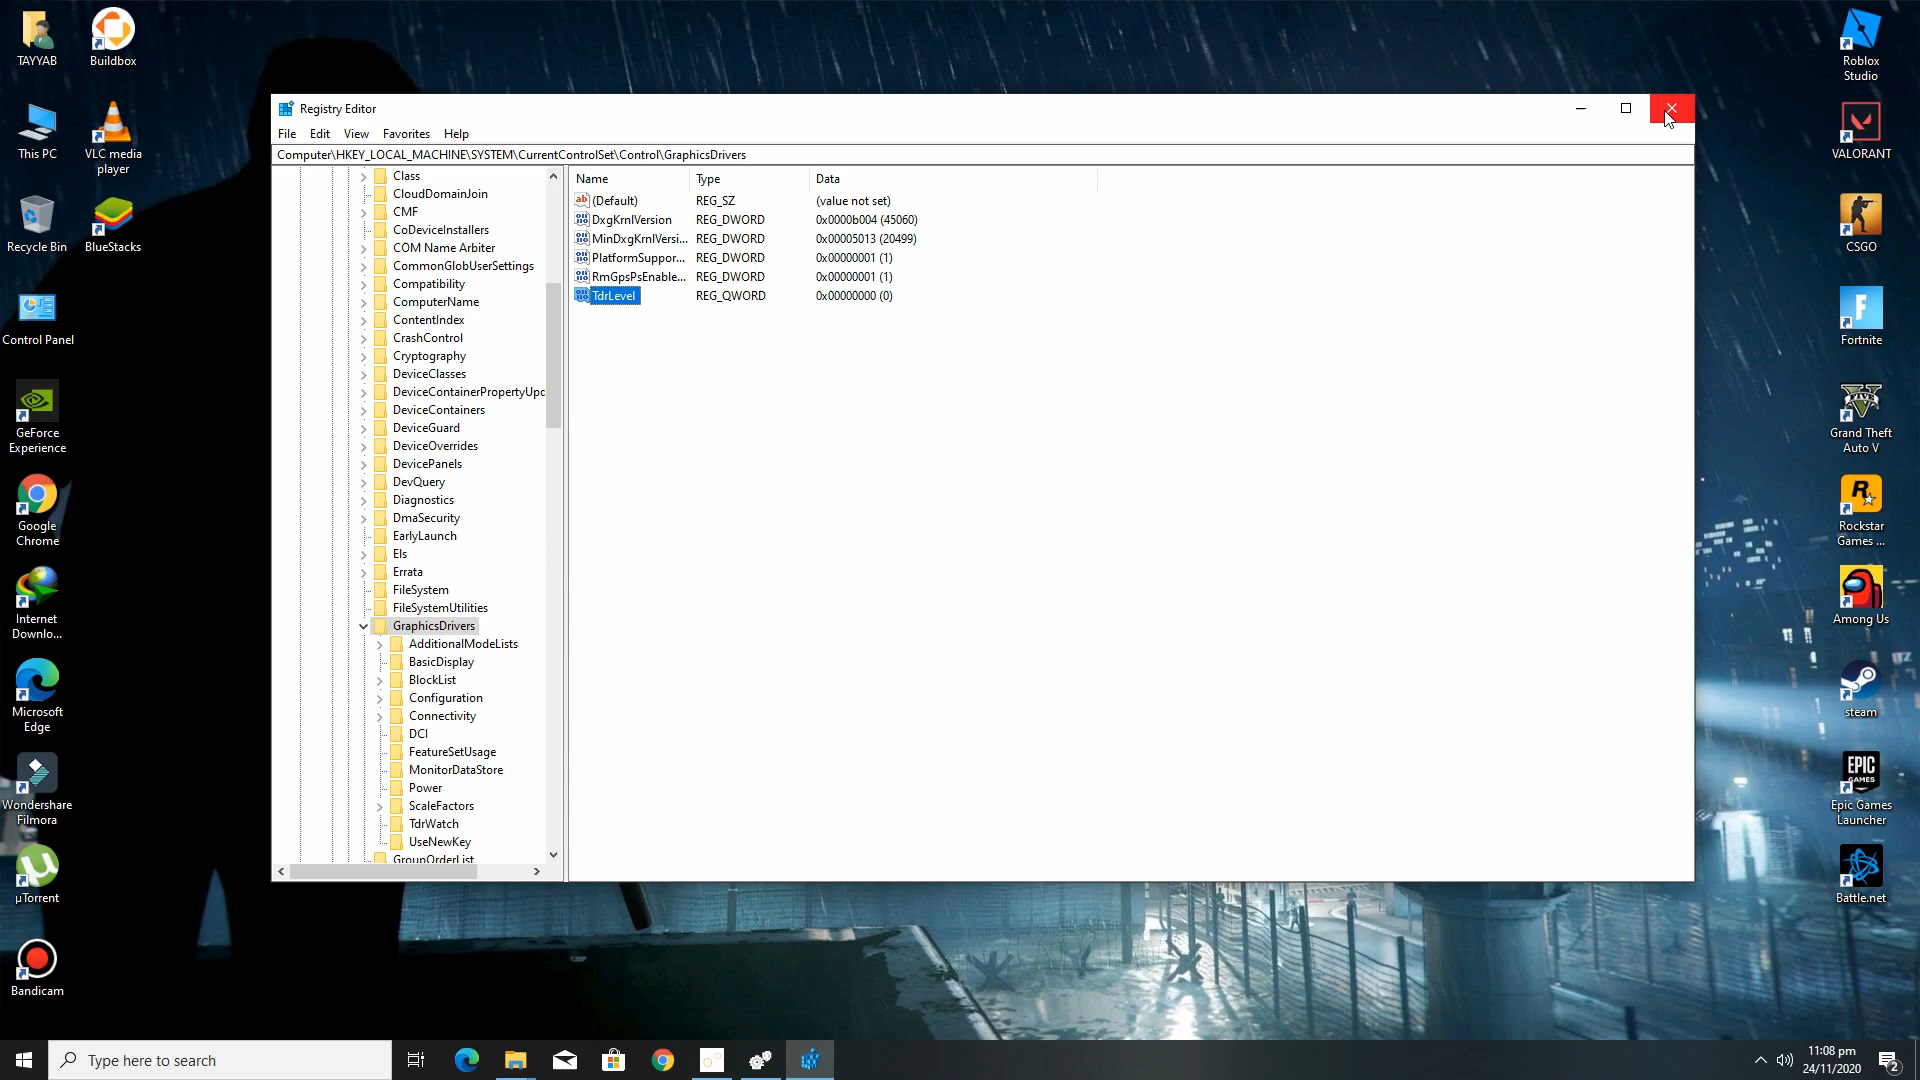 TAYYAB
Buildbox
This PC
VLC media
player
Recycle Bin
BlueStacks
Control Panel
GeForce
Experience
Google
Chrome
Internet
Downlo...
Microsoft
Edge
Wondershare
Filmora
µTorrent
Bandicam
Registry Editor
File Edit View Favorites Help
Computer\HKEY_LOCAL_MACHINE\SYSTEM\CurrentControlSet\Control\GraphicsDrivers
Class
CloudDomainJoin
CMF
CoDeviceInstallers
COM Name Arbiter
CommonGlobUserSettings
Compatibility
ComputerName
ContentIndex
CrashControl
Cryptography
DeviceClasses
DeviceContainerPropertyUpd
DeviceContainers
DeviceGuard
DeviceOverrides
DevicePanels
DevQuery
Diagnostics
DmaSecurity
EarlyLaunch
Els
Errata
FileSystem
FileSystemUtilities
GraphicsDrivers
AdditionalModeLists
BasicDisplay
BlockList
Configuration
Connectivity
DCI
FeatureSetUsage
MonitorDataStore
Power
ScaleFactors
TdrWatch
UseNewKey
GroupOrderList
Name Type Data
(Default) REG_SZ (value not set)
DxgKrnlVersion REG_DWORD 0x0000b004 (45060)
MinDxgKrnlVersi... REG_DWORD 0x00005013 (20499)
PlatformSuppor... REG_DWORD 0x00000001 (1)
RmGpsPsEnable... REG_DWORD 0x00000001 (1)
TdrLevel REG_QWORD 0x00000000 (0)
Roblox
Studio
VALORANT
CSGO
Fortnite
FIVE
Grand Theft
Auto V
Rockstar
Games ...
Among Us
steam
EPIC
GAMES
Epic Games
Launcher
Battle.net
Type here to search
11:08 pm
24/11/2020
2